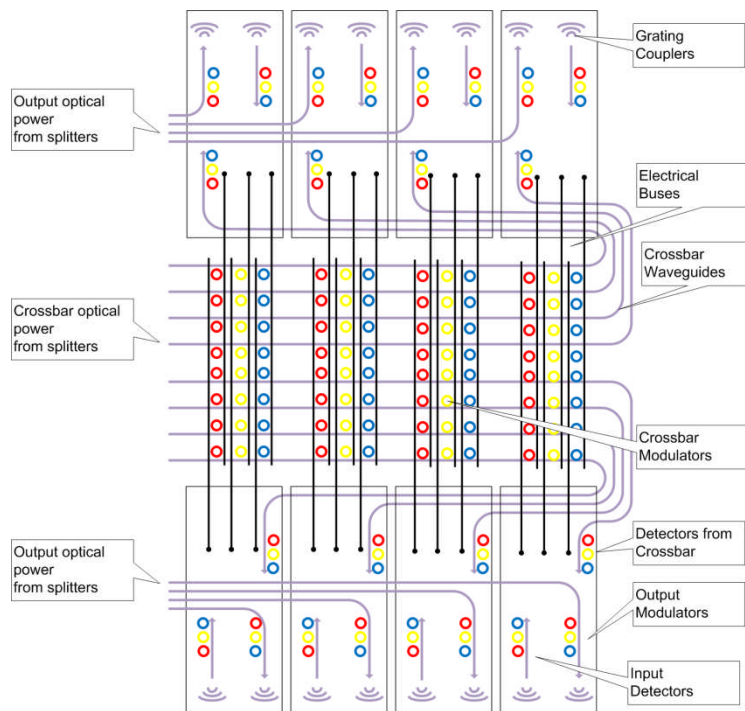 Grating
Couplers
Output optical
power
from splitters
Electrical
Buses
Crossbar
Waveguides
Crossbar optical
power
from splitters
Crossbar
Modulators
Detectors from
Crossbar
Output optical
power
from splitters
Output
Modulators
Input
Detectors